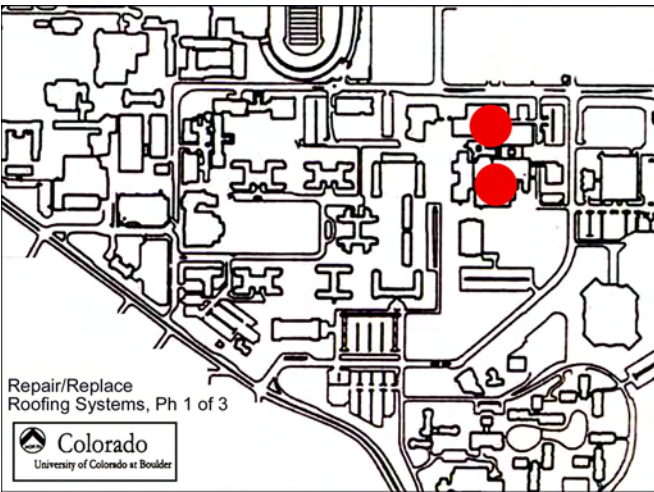 Repair/Replace
Roofing Systems, Ph 1 of 3
Colorado
University of Colorado at Boulder